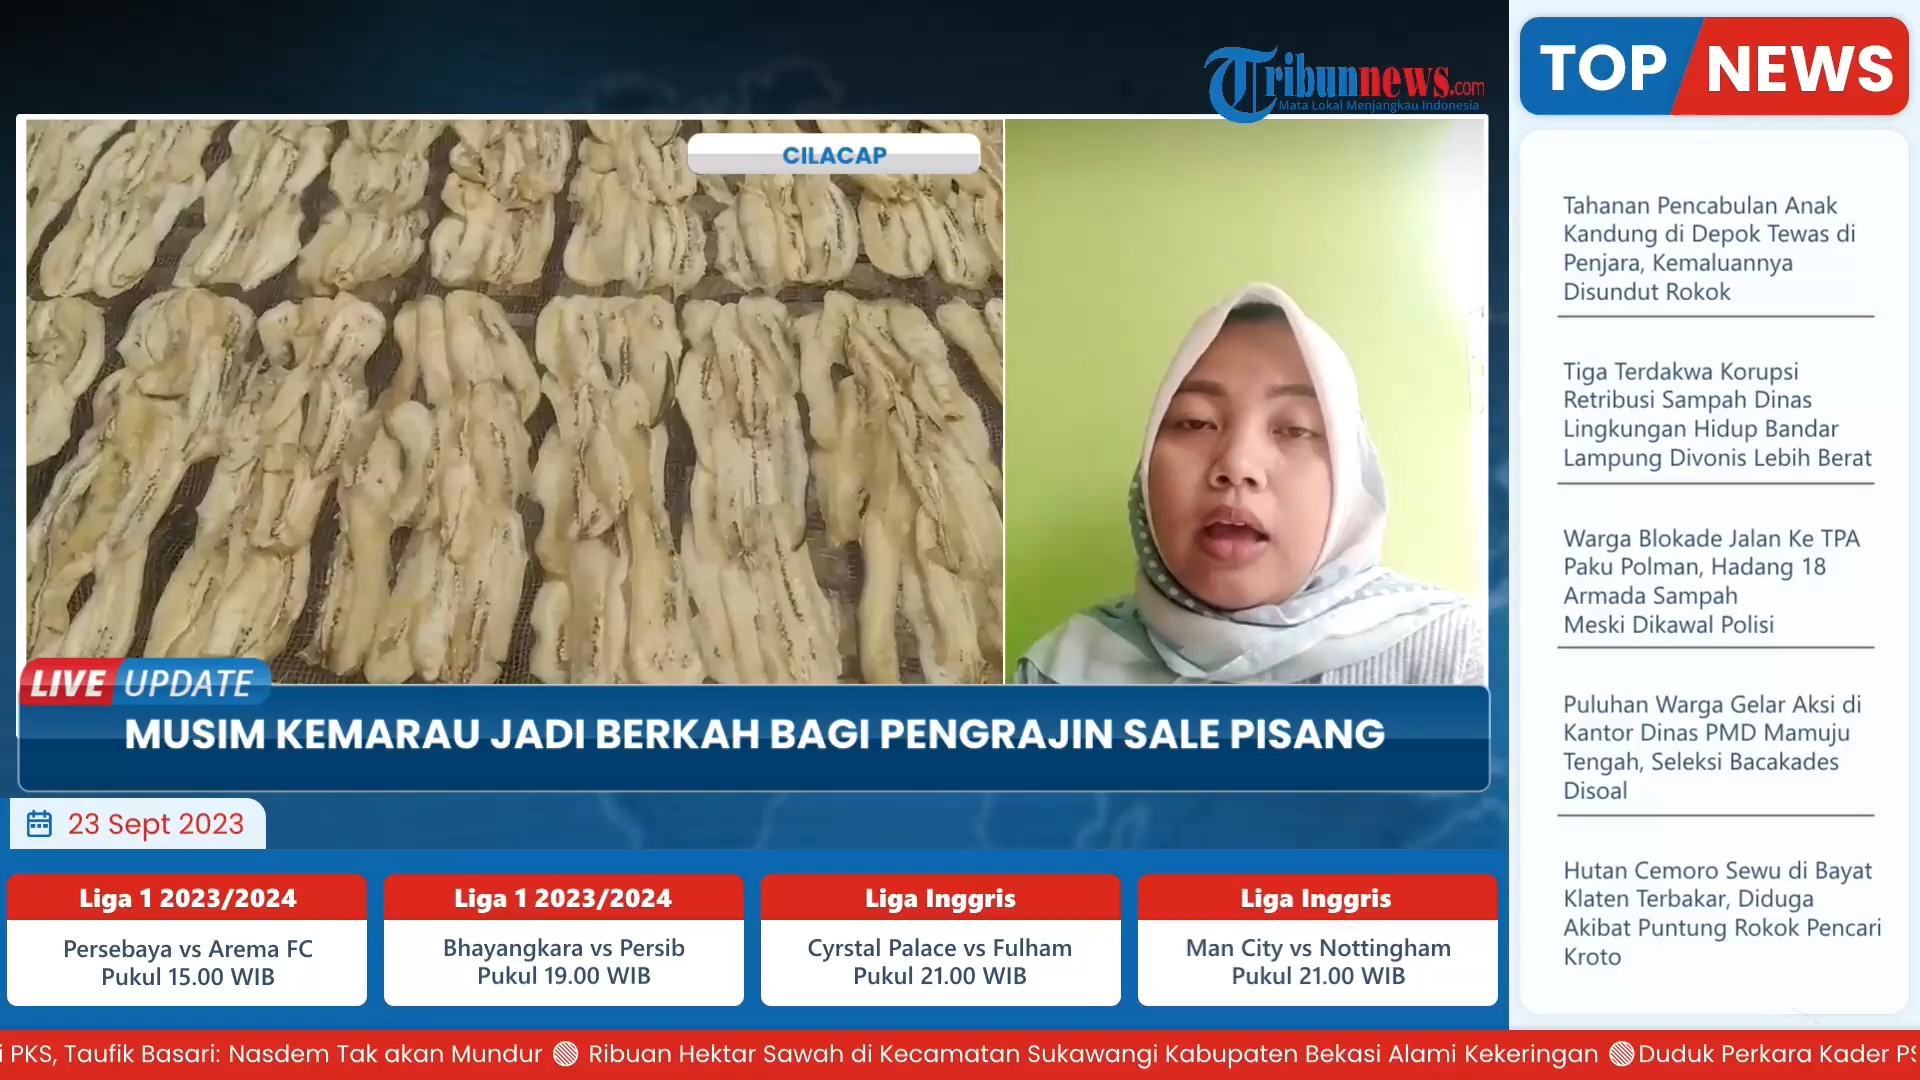 Tribunnews.com
Mata Lokal Menjangkau Indonesia
TOP NEWS
CILACAP
Tahanan Pencabulan Anak
Kandung di Depok Tewas di
Penjara, Kemaluannya
Disundut Rokok
Tiga Terdakwa Korupsi
Retribusi Sampah Dinas
Lingkungan Hidup Bandar
Lampung Divonis Lebih Berat
Warga Blokade Jalan Ke TPA
Paku Polman, Hadang 18
Armada Sampah
Meski Dikawal Polisi
Puluhan Warga Gelar Aksi di
Kantor Dinas PMD Mamuju
Tengah, Seleksi Bacakades
Disoal
Hutan Cemoro Sewu di Bayat
Klaten Terbakar, Diduga
Akibat Puntung Rokok Pencari
Kroto
LIVE UPDATE
MUSIM KEMARAU JADI BERKAH BAGI PENGRAJIN SALE PISANG
23 Sept 2023
Liga 1 2023/2024
Persebaya vs Arema FC
Pukul 15.00 WIB
Liga 1 2023/2024
Bhayangkara vs Persib
Pukul 19.00 WIB
Liga Inggris
Cyrstal Palace vs Fulham
Pukul 21.00 WIB
Liga Inggris
Man City vs Nottingham
Pukul 21.00 WIB
i PKS, Taufik Basari: Nasdem Tak akan Mundur Ribuan Hektar Sawah di Kecamatan Sukawangi Kabupaten Bekasi Alami Kekeringan Duduk Perkara Kader PS